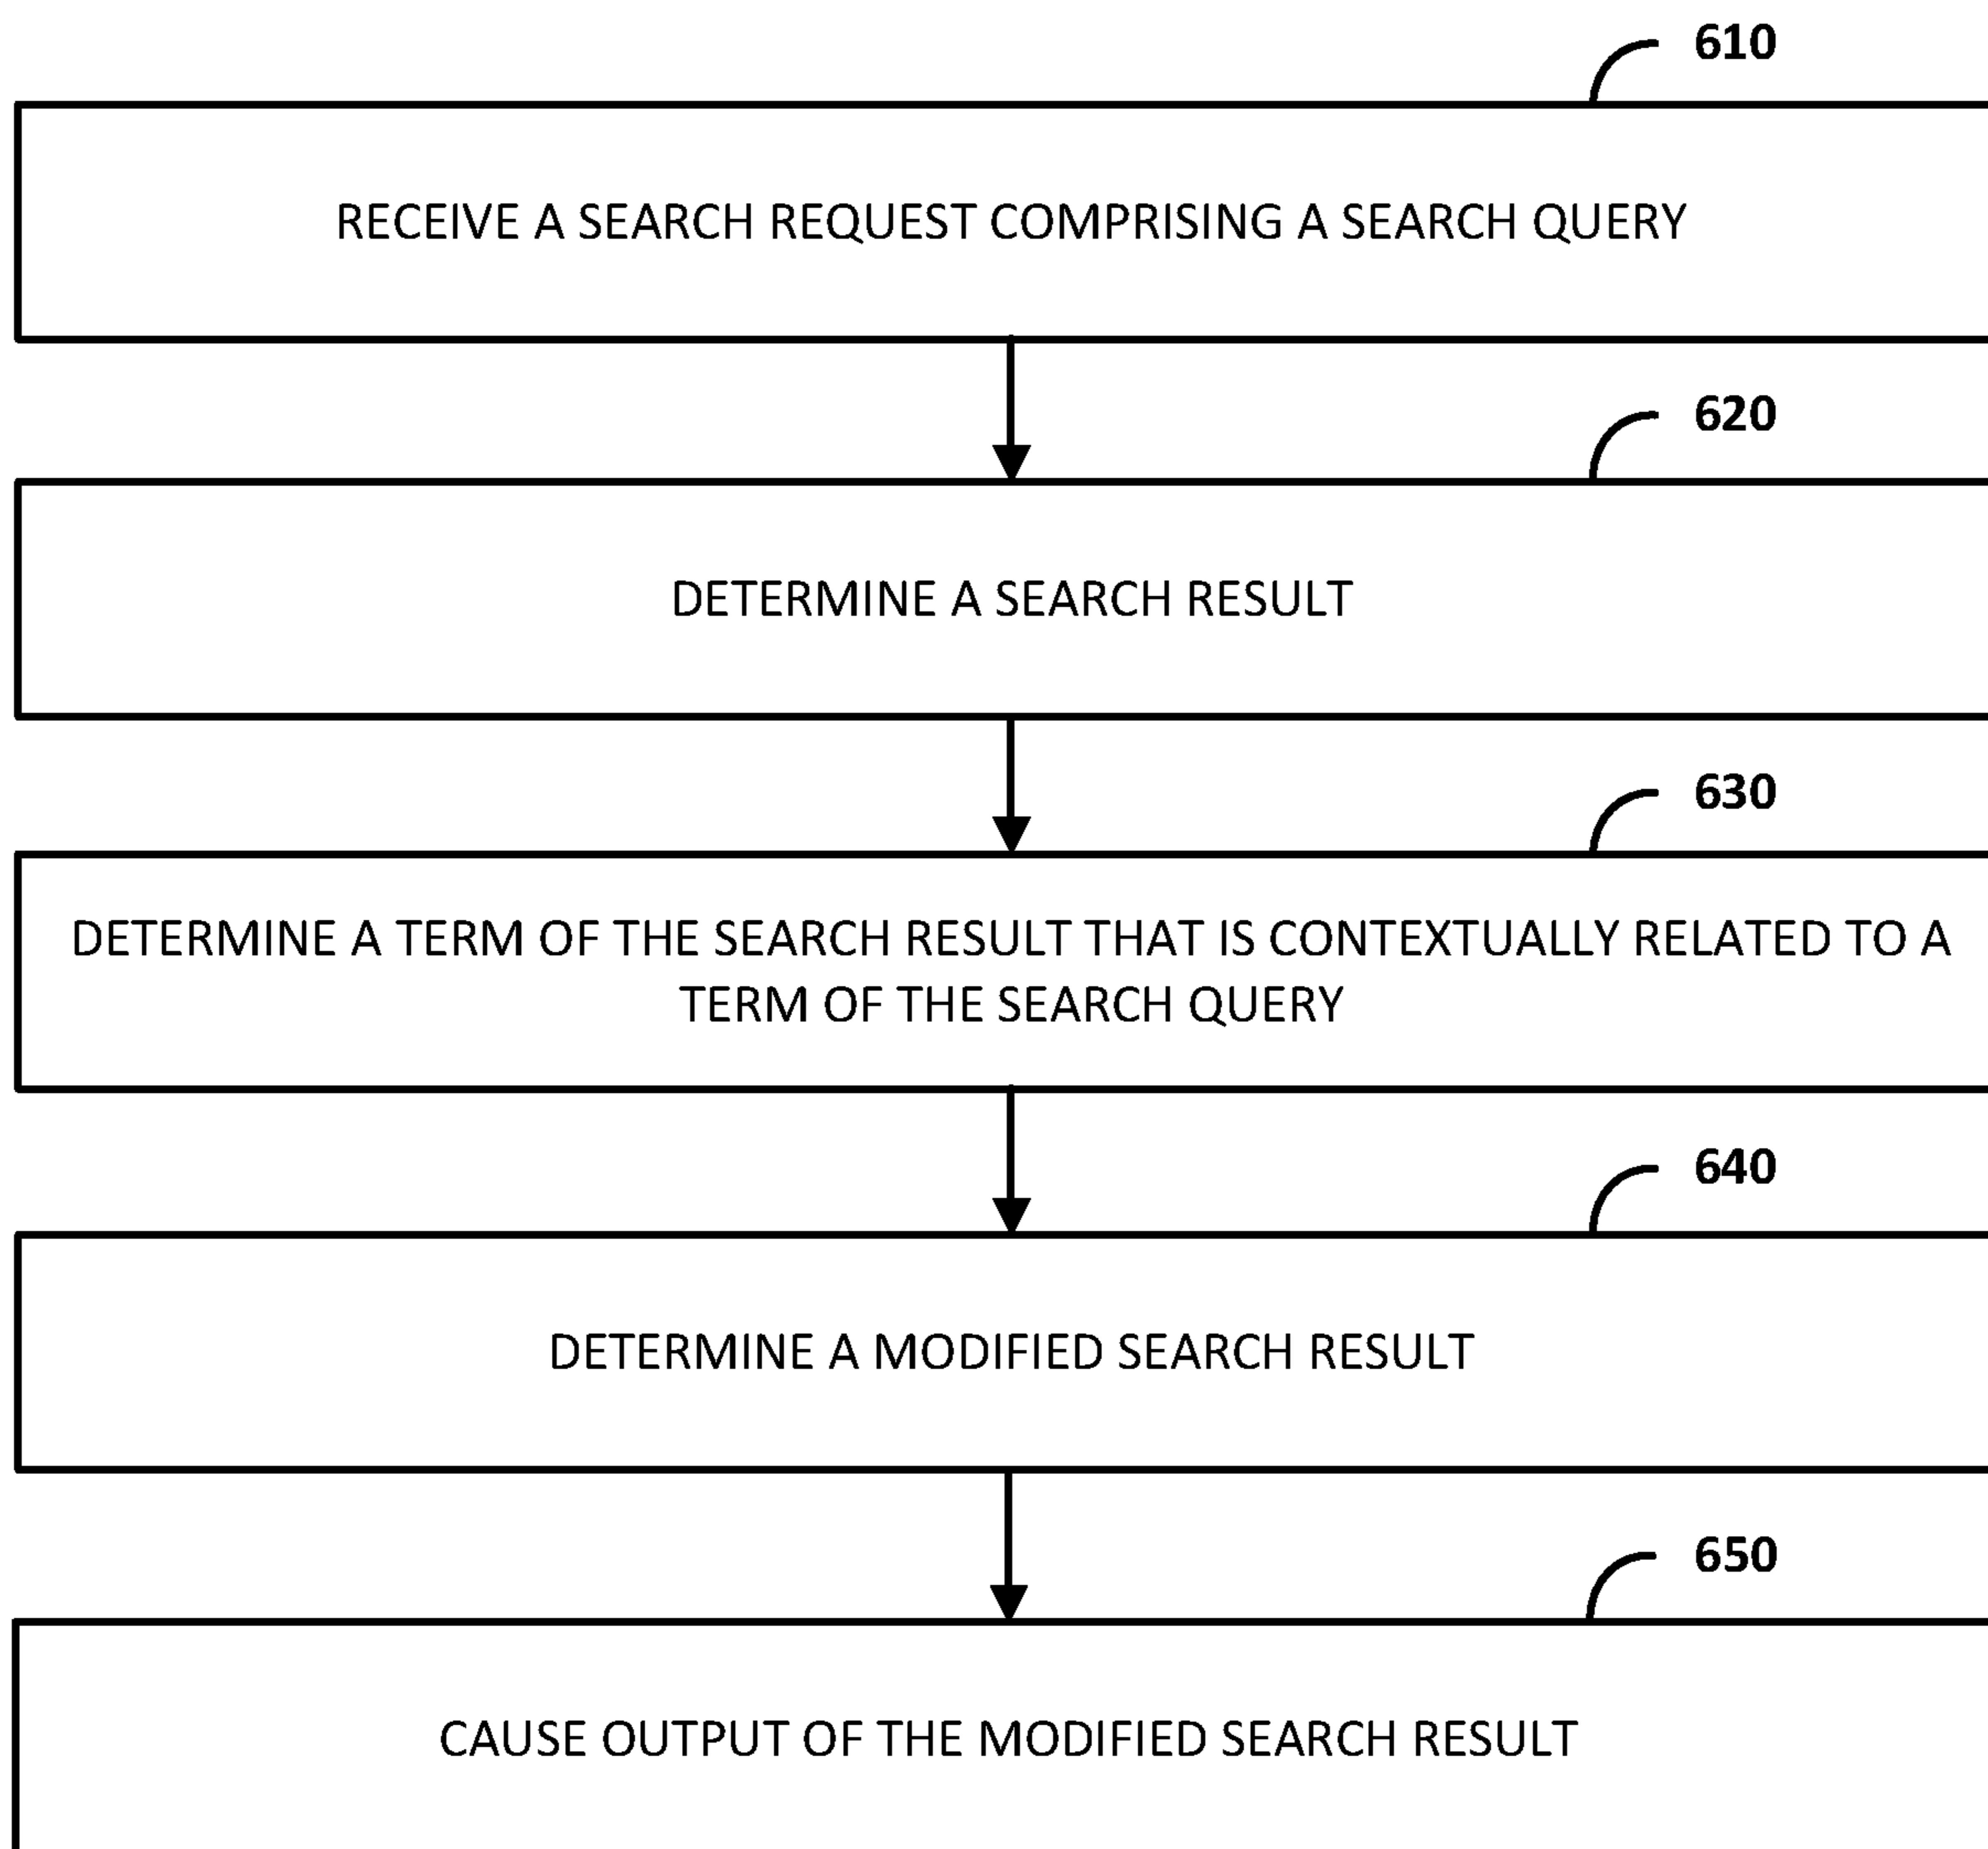 610
RECEIVE A SEARCH REQUEST COMPRISING A SEARCH QUERY
620
DETERMINE A SEARCH RESULT
630
DETERMINE A TERM OF THE SEARCH RESULT THAT IS CONTEXTUALLY RELATED TO A
TERM OF THE SEARCH QUERY
640
DETERMINE A MODIFIED SEARCH RESULT
650
CAUSE OUTPUT OF THE MODIFIED SEARCH RESULT